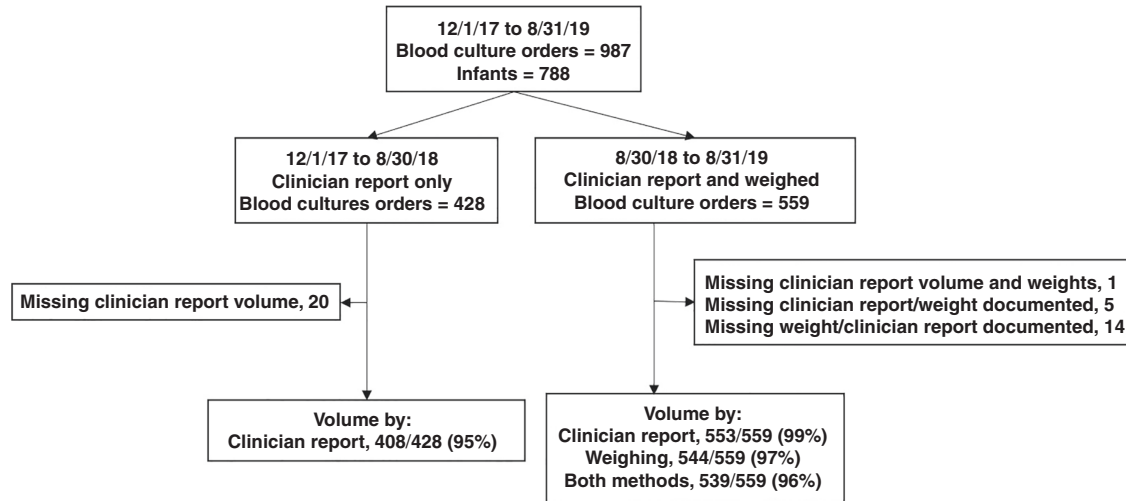 12/1/17 to 8/31/19
Blood culture orders = 987
Infants = 788
12/1/17 to 8/30/18
Clinician report only
Blood cultures orders = 428
8/30/18 to 8/31/19
Clinician report and weighed
Blood culture orders = 559
Missing clinician report volume, 20
Missing clinician report volume and weights, 1
Missing clinician report/weight documented, 5
Missing weight/clinician report documented, 14
Volume by:
Clinician report, 408/428 (95%)
Volume by:
Clinician report, 553/559 (99%)
Weighing, 544/559 (97%)
Both methods, 539/559 (96%)